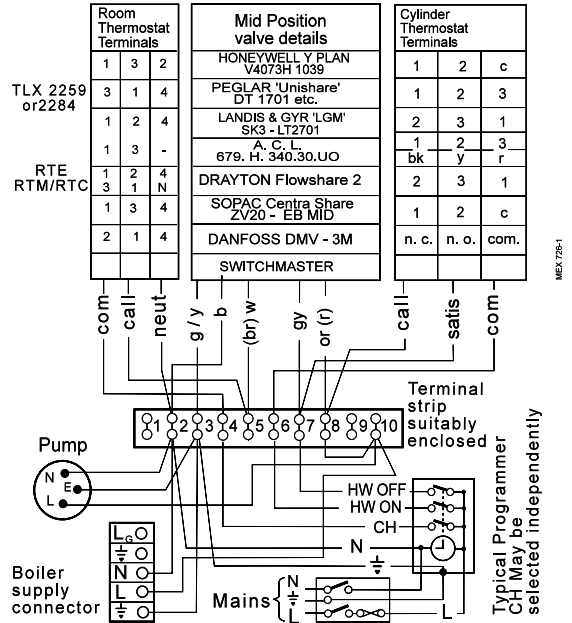 Room
Thermostat
Terminals
Mid Position
valve details
Cylinder
Thermostat
Terminals
1 3 2
HONEYWELL Y PLAN
V4073H 1039
1 2 c
TLX 2259
or2284
3 1 4
PEGLAR 'Unishare'
DT 1701 etc.
1 2 3
1 2 4
LANDIS & GYR 'LGM'
SK3 - LT2701
2 3 1
1 3 -
A. C. L.
679. H. 340.30.UO
1 2 3
bk y r
RTE
RTM/RTC
1 2 4
3 1 N
DRAYTON Flowshare 2
2 3 1
1 3 4
SOPAC Centra Share
ZV20 - EB MID
1 2 c
2 1 4
DANFOSS DMV - 3M
n. c. n. o. com.
SWITCHMASTER
MEX 726-1
com
call
neut
g / y
b
(br) w
gy
or (r)
call
satis
com
1 2 3 4 5 6 7 8 9 10
Terminal
strip
suitably
enclosed
Pump
N
E
L
HW OFF
HW ON
CH
N
Typical Programmer
CH May be
selected independently
Boiler
supply
connector
LG
N
L
Mains
N
L
L